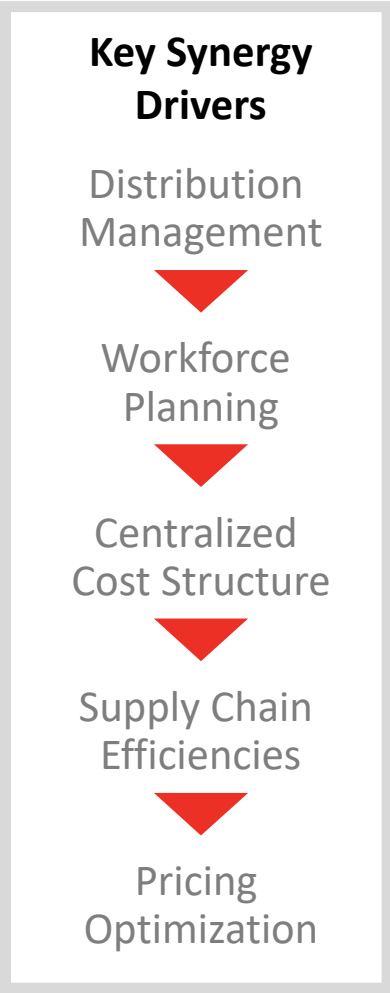 Key Synergy
Drivers
Distribution
Management
Workforce
Planning
Centralized
Cost Structure
Supply Chain
Efficiencies
Pricing
Optimization